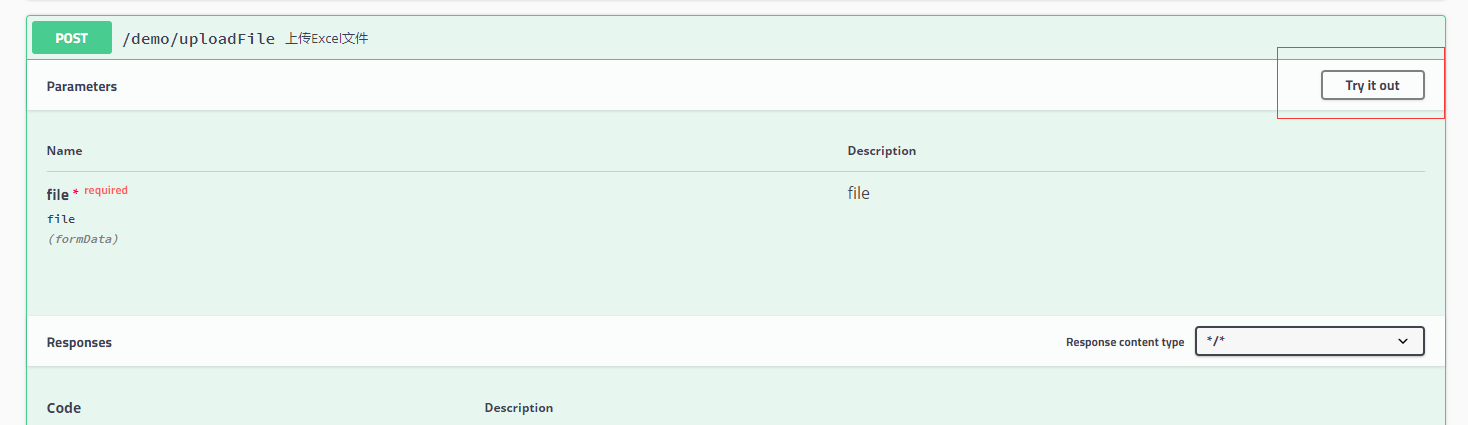 POST /demo/uploadFile 上传Excel文件
Parameters Try it out
Name Description
file * required file
file
(formData)
Responses Response content type */*
Code Description